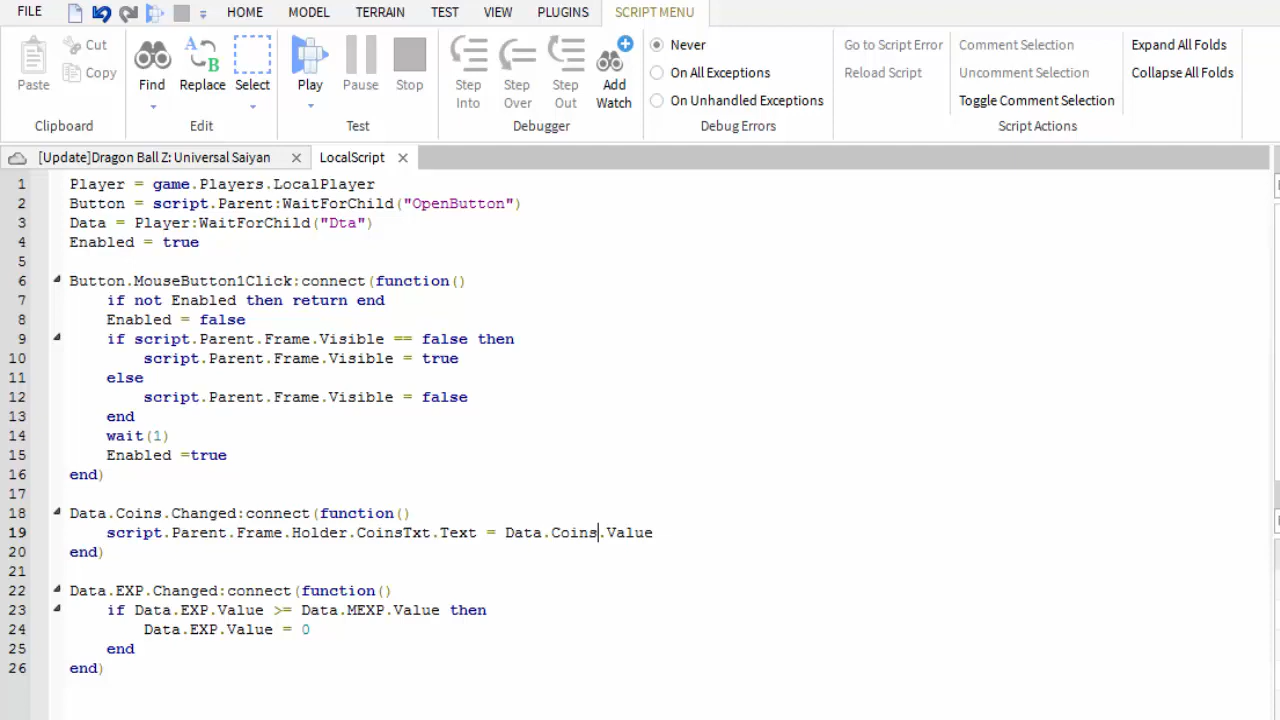 FILE HOME MODEL TERRAIN TEST VIEW PLUGINS SCRIPT MENU
Paste
Cut
Copy
Clipboard
Find
Replace
Select
Edit
Play
Pause
Stop
Test
Step Into
Step Over
Step Out
Add Watch
Debugger
Never
On All Exceptions
On Unhandled Exceptions
Debug Errors
Go to Script Error
Reload Script
Comment Selection
Uncomment Selection
Toggle Comment Selection
Expand All Folds
Collapse All Folds
Script Actions
[Update]Dragon Ball Z: Universal Saiyan LocalScript
1 Player = game.Players.LocalPlayer
2 Button = script.Parent:WaitForChild("OpenButton")
3 Data = Player:WaitForChild("Dta")
4 Enabled = true
5
6 Button.MouseButton1Click:connect(function()
7 if not Enabled then return end
8 Enabled = false
9 if script.Parent.Frame.Visible == false then
10 script.Parent.Frame.Visible = true
11 else
12 script.Parent.Frame.Visible = false
13 end
14 wait(1)
15 Enabled =true
16 end)
17
18 Data.Coins.Changed:connect(function()
19 script.Parent.Frame.Holder.CoinsTxt.Text = Data.Coins.Value
20 end)
21
22 Data.EXP.Changed:connect(function()
23 if Data.EXP.Value >= Data.MEXP.Value then
24 Data.EXP.Value = 0
25 end
26 end)